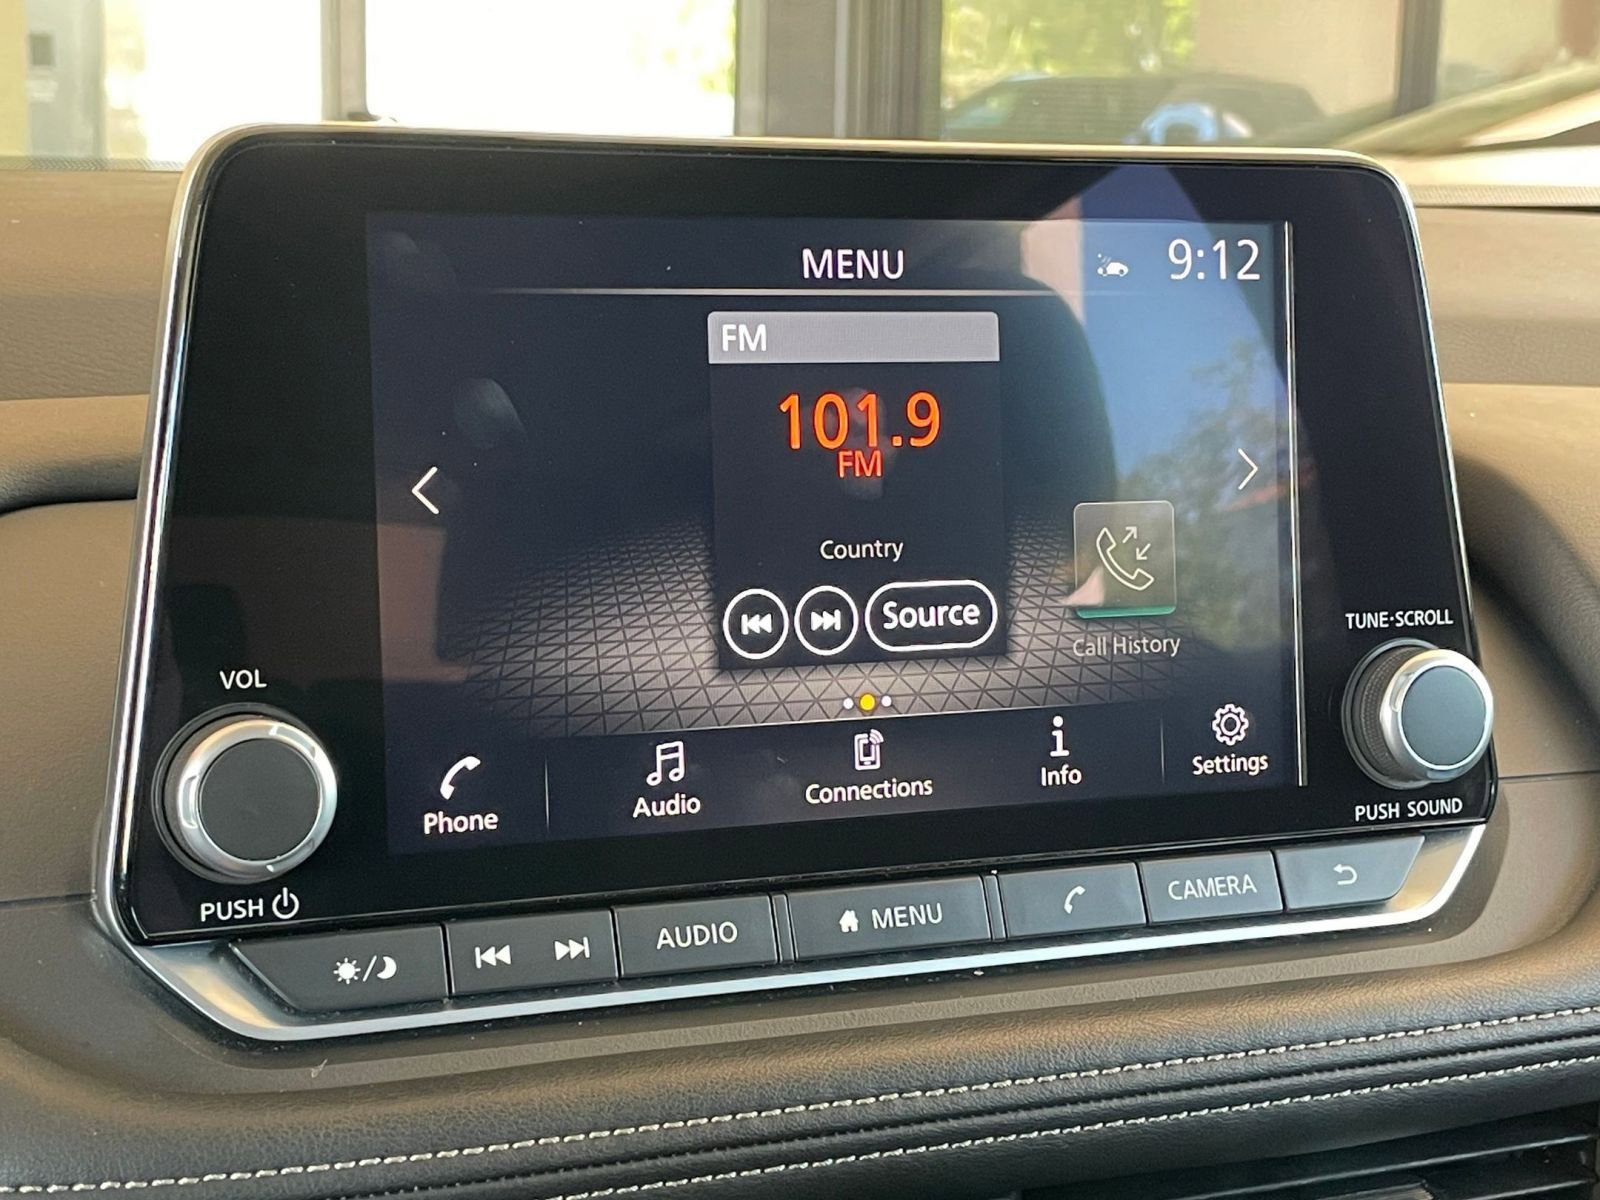 MENU
9:12
FM
101.9
FM
Country
Source
Call History
TUNE·SCROLL
VOL
Phone
Audio
Connections
Info
Settings
PUSH SOUND
PUSH
AUDIO
MENU
CAMERA